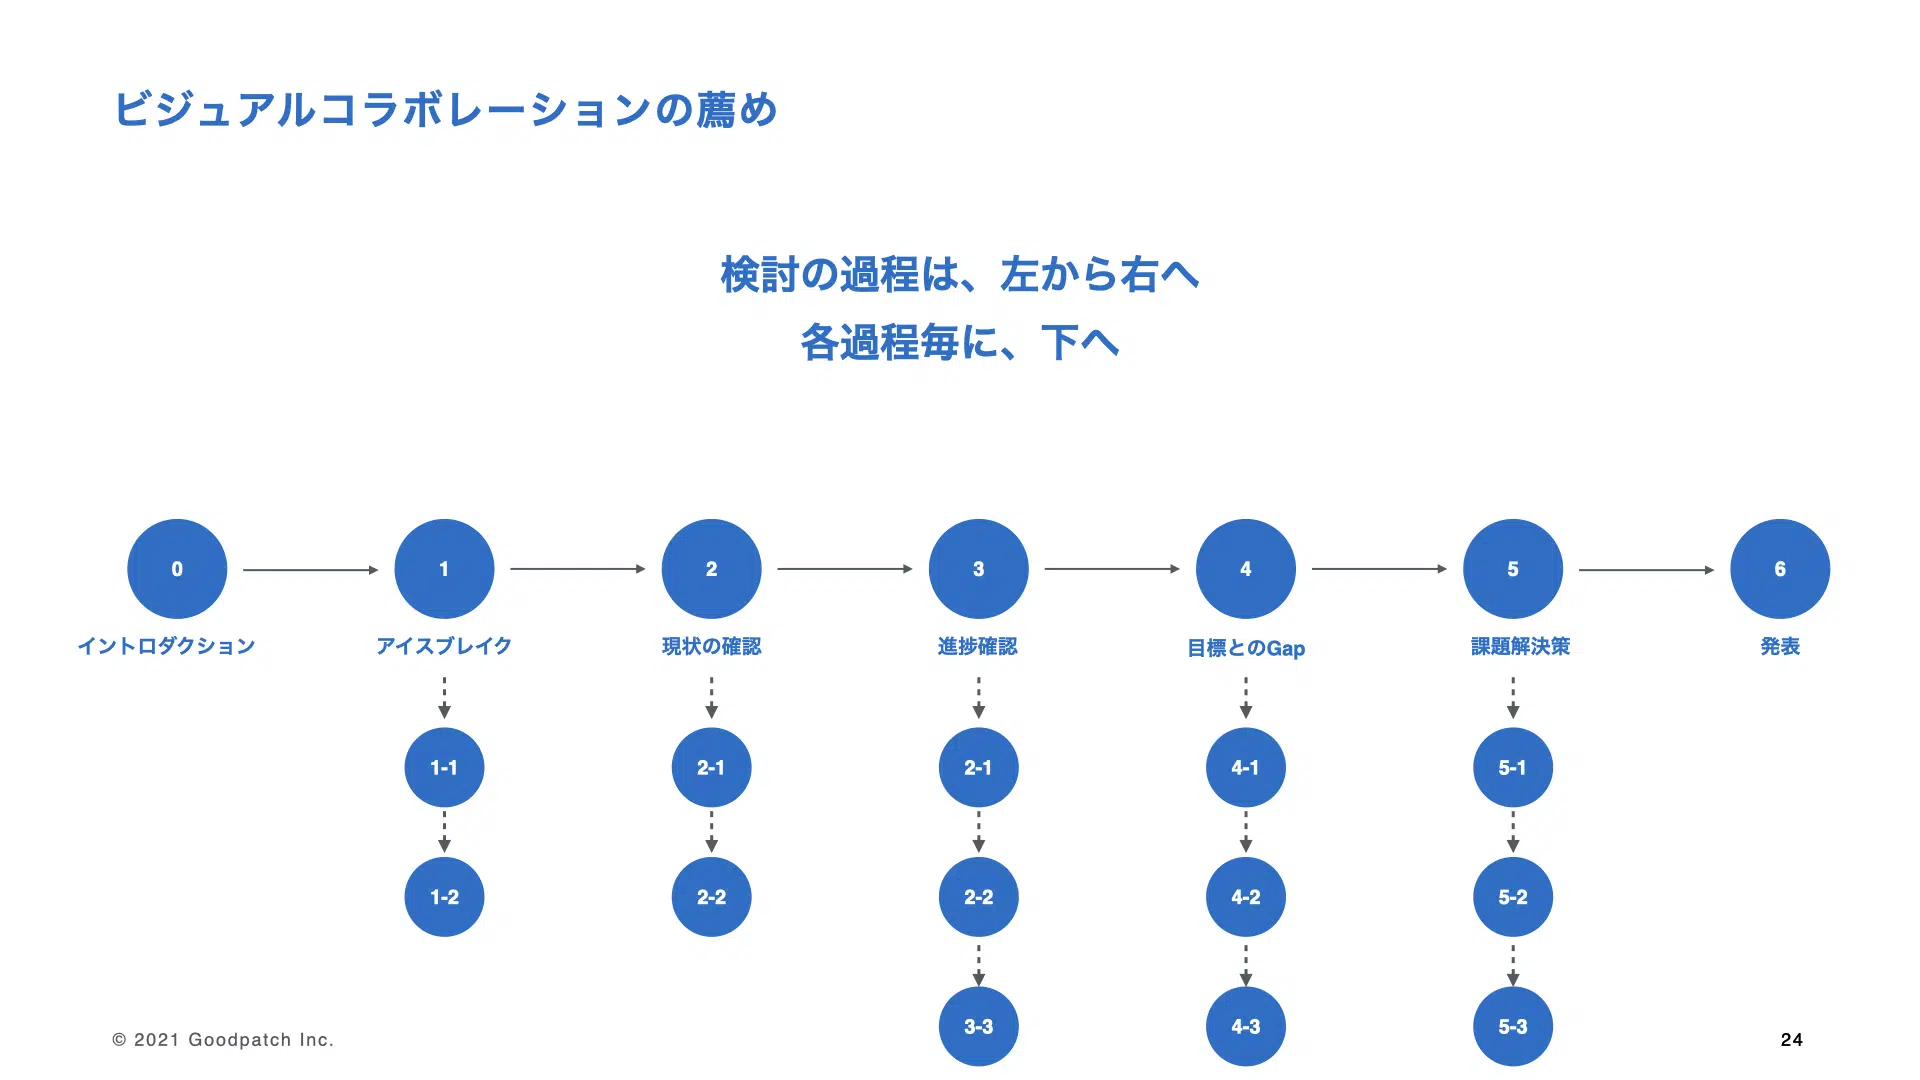 ビジュアルコラボレーションの薦め
検討の過程は、左から右へ
各過程毎に、下へ
0
1
2
3
4
5
6
イントロダクション
アイスブレイク
現状の確認
進捗確認
目標とのGap
課題解決策
発表
1-1
2-1
2-1
4-1
5-1
1-2
2-2
2-2
4-2
5-2
3-3
4-3
5-3
© 2021 Goodpatch Inc.
24